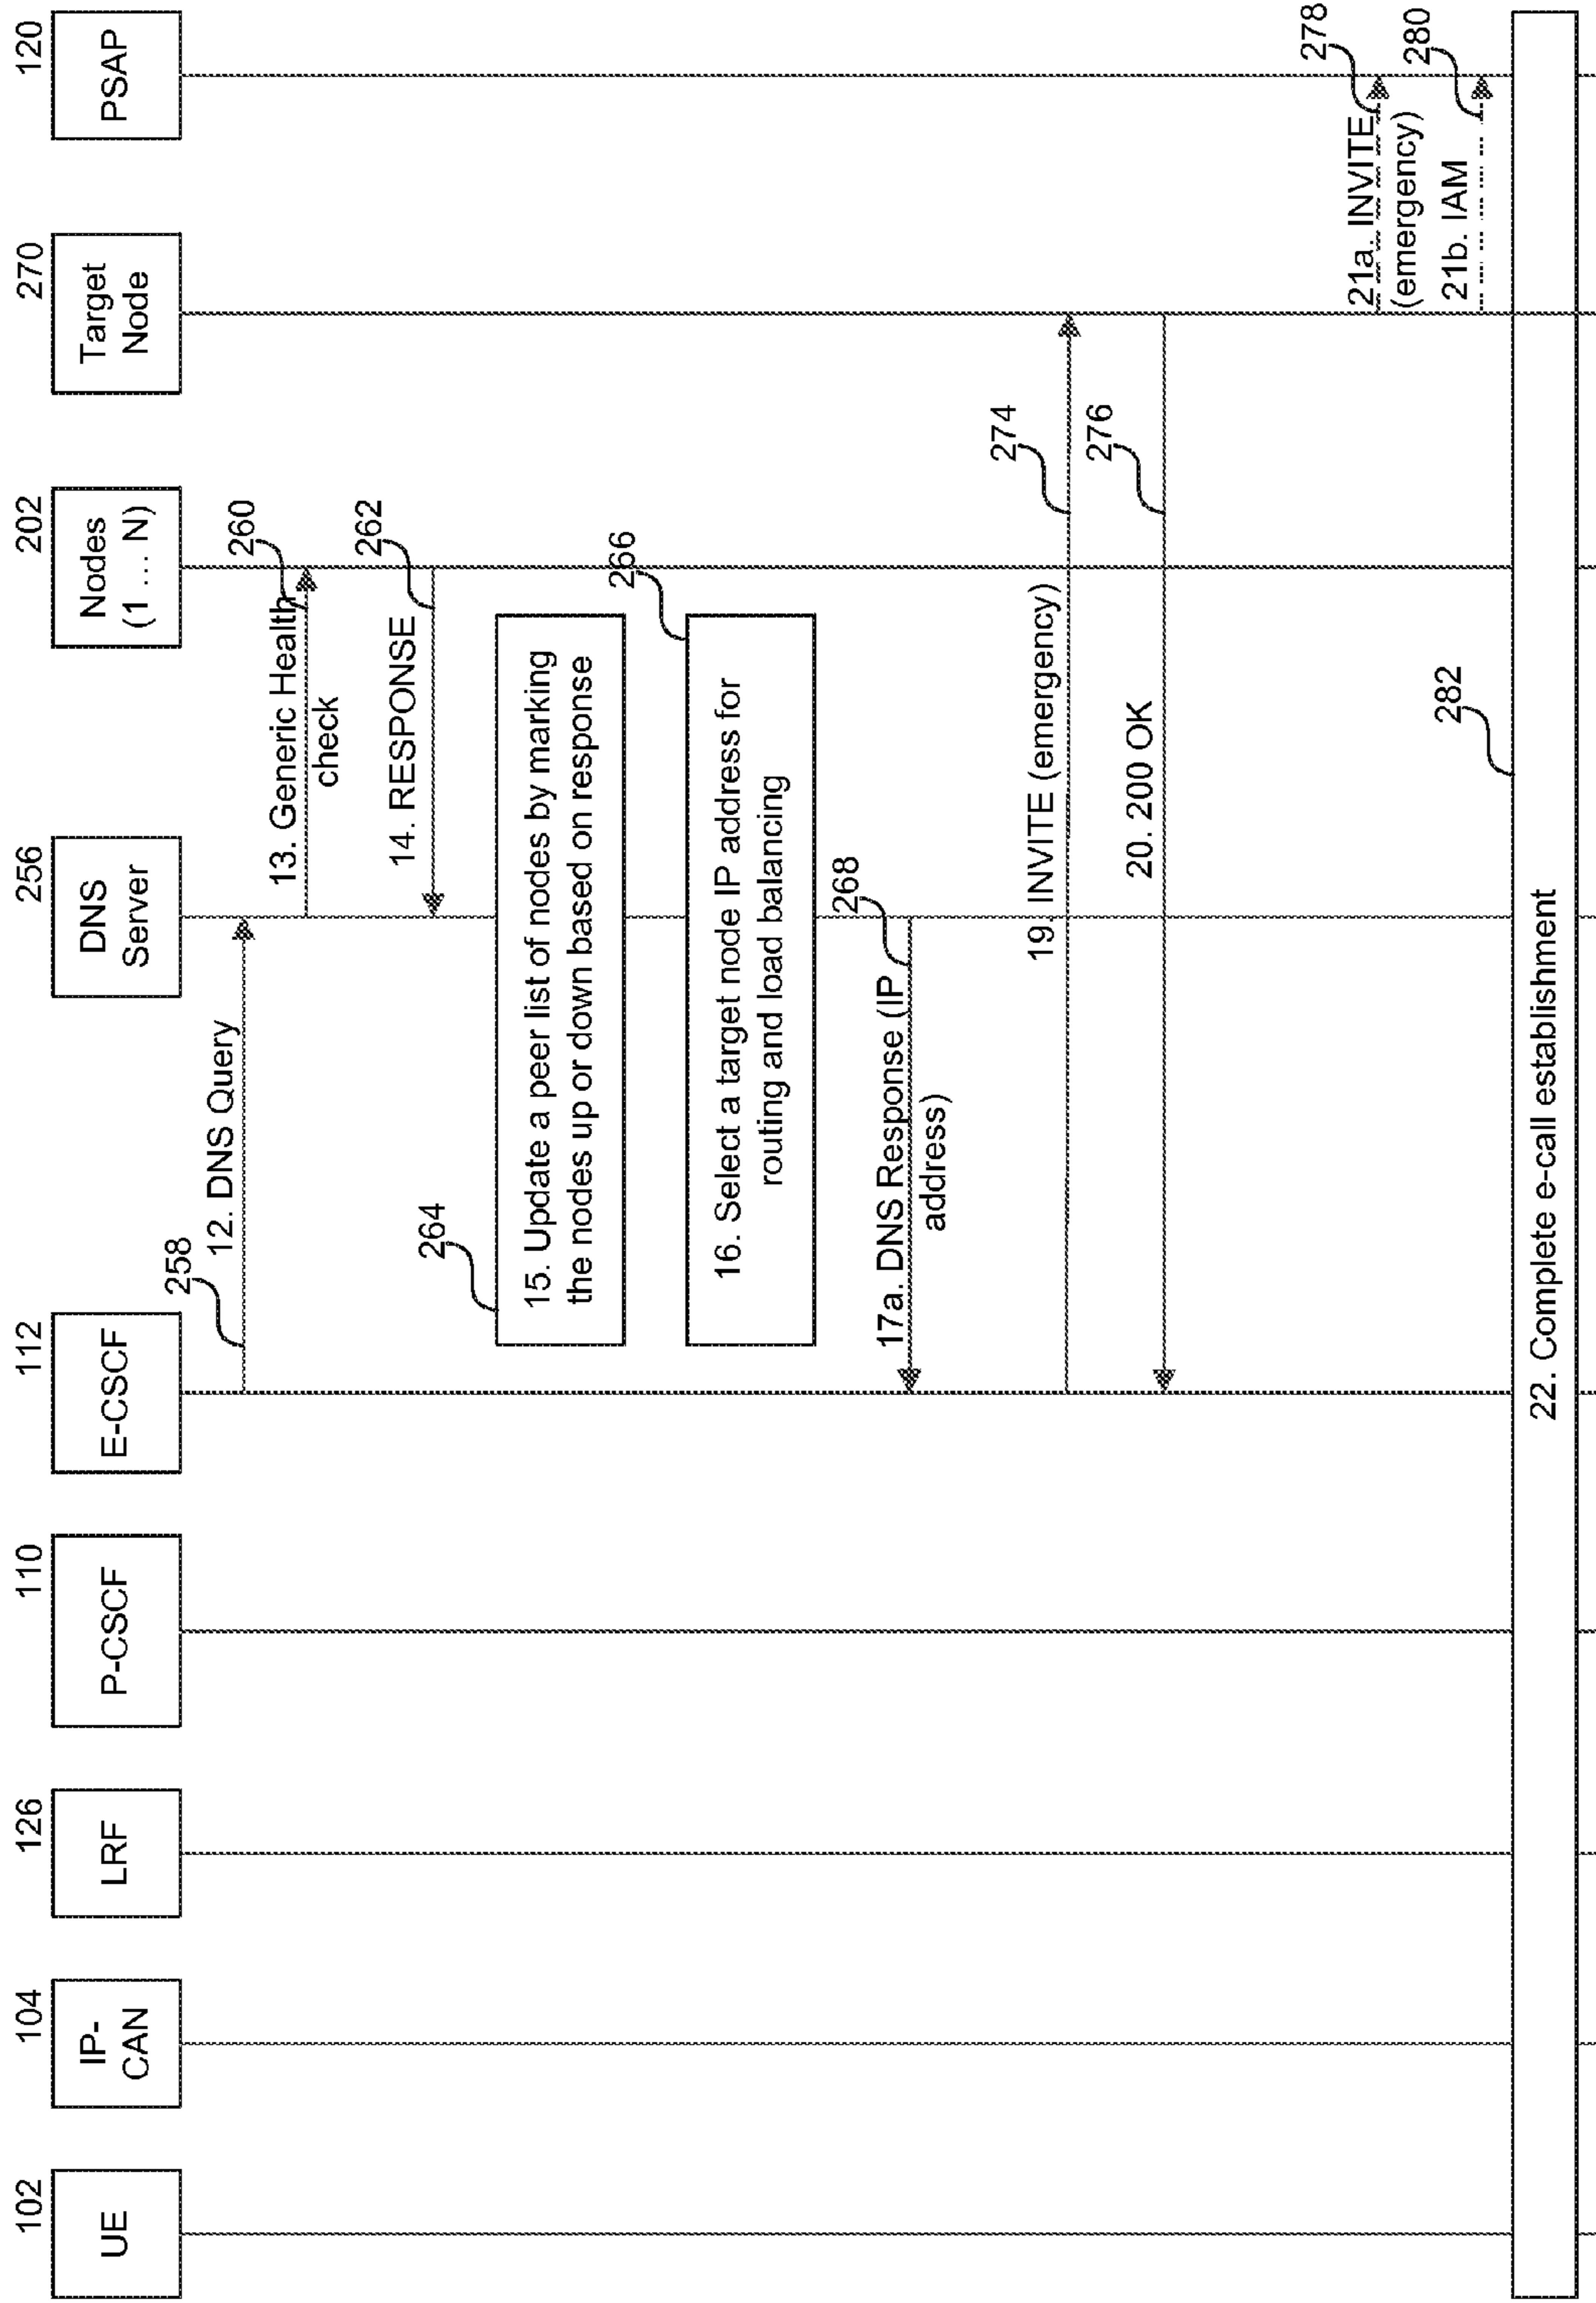 102
104
126
110
112
256
202
270
120
UE
IP-
CAN
LRF
P-CSCF
E-CSCF
DNS
Server
Nodes
(1 ... N)
Target
Node
PSAP
258
12. DNS Query
260
13. Generic Health
check
262
14. RESPONSE
264
15. Update a peer list of nodes by marking
the nodes up or down based on response
266
16. Select a target node IP address for
routing and load balancing
268
17a. DNS Response (IP
address)
274
19. INVITE (emergency)
276
20. 200 OK
278
21a. INVITE
(emergency)
280
21b. IAM
282
22. Complete e-call establishment